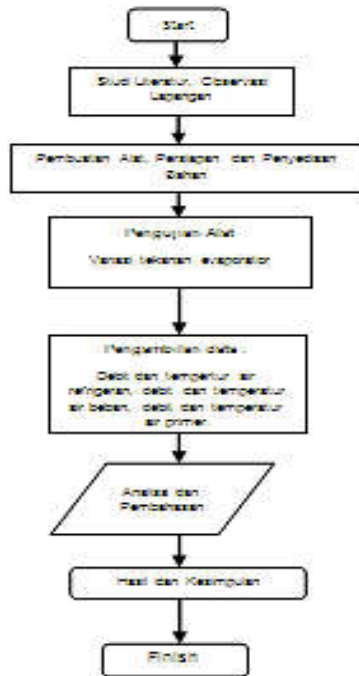 Start
Studi Literatur, Observasi
Lapangan
Pembuatan Alat, Persiapan dan Penyediaan
Bahan
Pengujian Alat
Variasi tekanan evaporator
Pengambilan data :
Debit dan tempertur air
refrigeran, debit dan temperatur
air beban, debit dan temperatur
air primer.
Analisa dan
Pembahasan
Hasil dan Kesimpulan
Finish